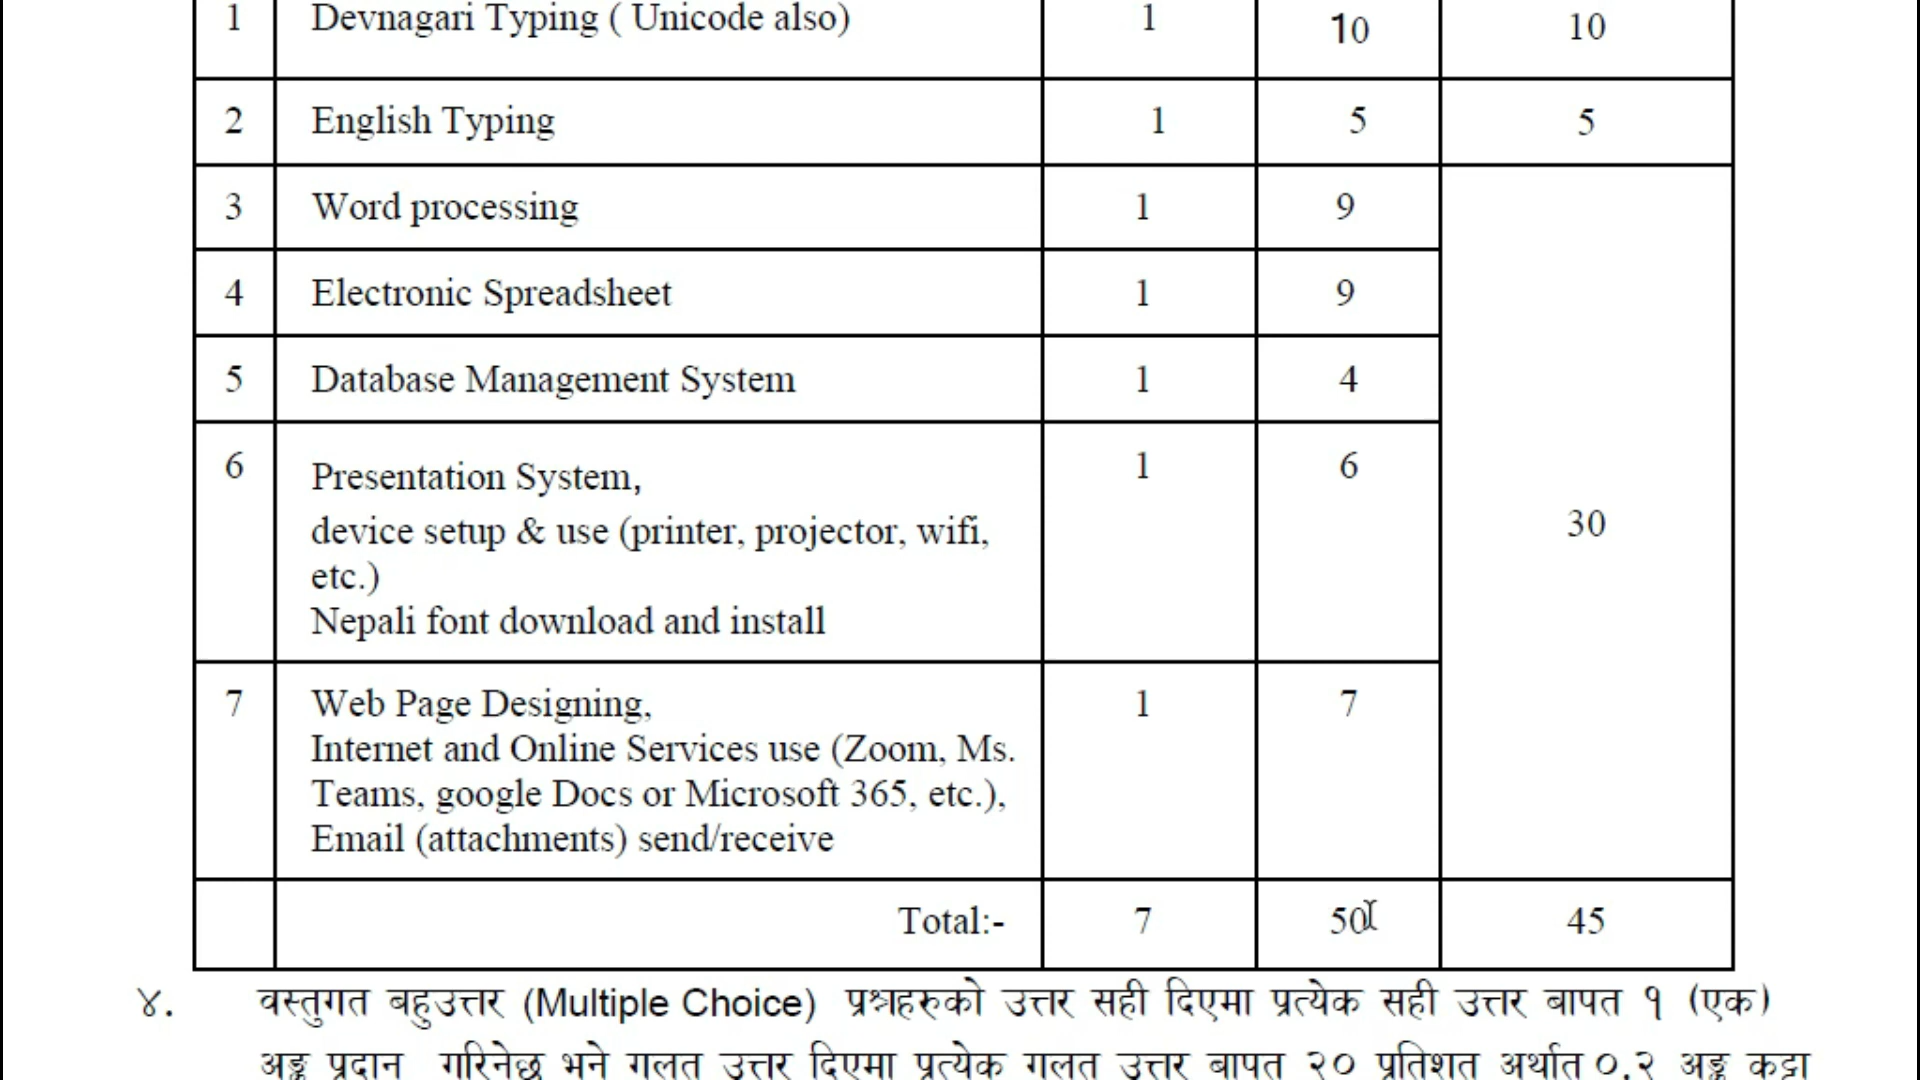 1 Devnagari Typing ( Unicode also) 1 10 10
2 English Typing 1 5 5
3 Word processing 1 9
4 Electronic Spreadsheet 1 9
5 Database Management System 1 4
6 Presentation System, 1 6
device setup & use (printer, projector, wifi,
etc.)
Nepali font download and install
30
7 Web Page Designing, 1 7
Internet and Online Services use (Zoom, Ms.
Teams, google Docs or Microsoft 365, etc.),
Email (attachments) send/receive
Total:- 7 50 45
४. वस्तुगत बहुउत्तर (Multiple Choice) प्रश्नहरुको उत्तर सही दिएमा प्रत्येक सही उत्तर बापत १ (एक)
अङ्क प्रदान गरिनेछ भने गलत उत्तर दिएमा प्रत्येक गलत उत्तर बापत २० प्रतिशत अर्थात ०.२ अङ्क कट्टा